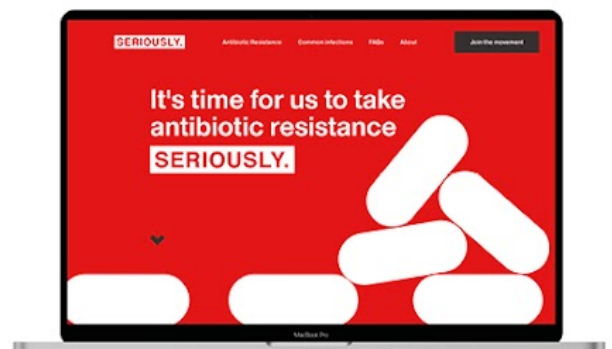 SERIOUSLY.
Antibiotic Resistance
Common infections
FAQs
About
Join the movement
It's time for us to take
antibiotic resistance
SERIOUSLY.
MacBook Pro